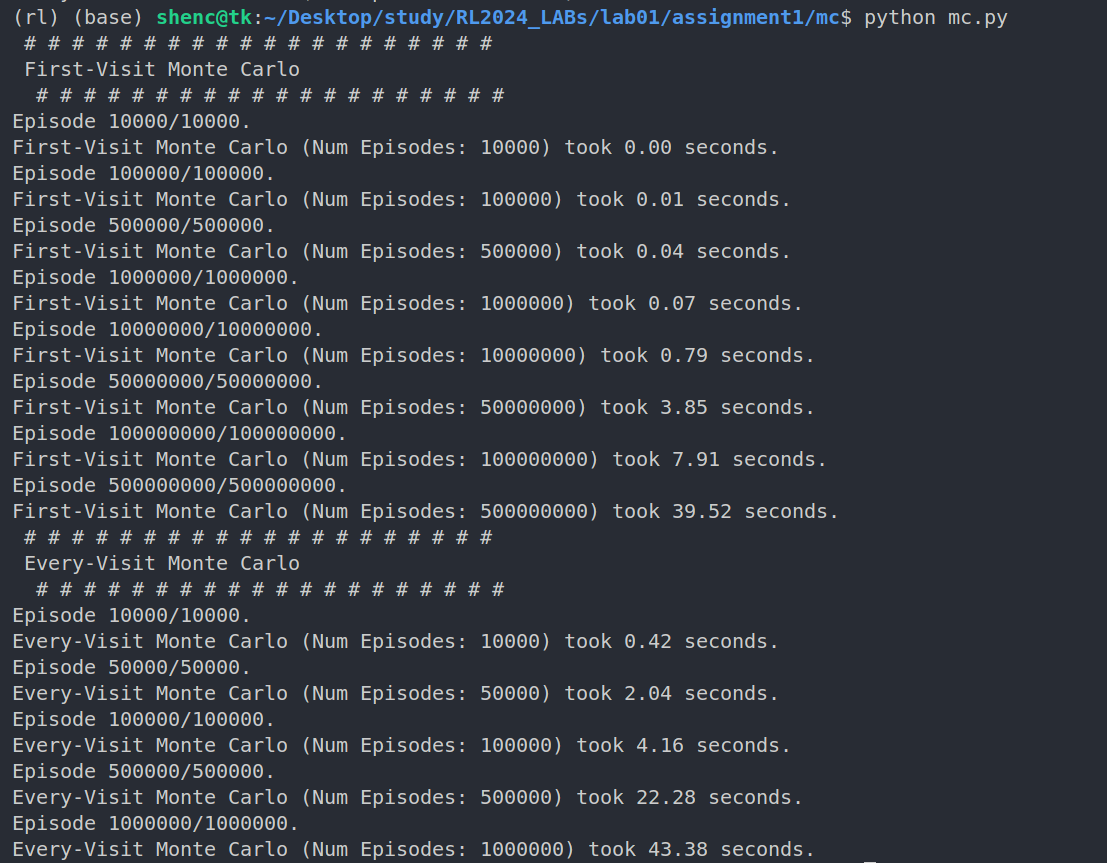 (rl) (base) shenc@tk:~/Desktop/study/RL2024_LABs/lab01/assignment1/mc$ python mc.py
# # # # # # # # # # # # # # # # # # # #
First-Visit Monte Carlo
# # # # # # # # # # # # # # # # # # # #
Episode 10000/10000.
First-Visit Monte Carlo (Num Episodes: 10000) took 0.00 seconds.
Episode 100000/100000.
First-Visit Monte Carlo (Num Episodes: 100000) took 0.01 seconds.
Episode 500000/500000.
First-Visit Monte Carlo (Num Episodes: 500000) took 0.04 seconds.
Episode 1000000/1000000.
First-Visit Monte Carlo (Num Episodes: 1000000) took 0.07 seconds.
Episode 10000000/10000000.
First-Visit Monte Carlo (Num Episodes: 10000000) took 0.79 seconds.
Episode 50000000/50000000.
First-Visit Monte Carlo (Num Episodes: 50000000) took 3.85 seconds.
Episode 100000000/100000000.
First-Visit Monte Carlo (Num Episodes: 100000000) took 7.91 seconds.
Episode 500000000/500000000.
First-Visit Monte Carlo (Num Episodes: 500000000) took 39.52 seconds.
# # # # # # # # # # # # # # # # # # # #
Every-Visit Monte Carlo
# # # # # # # # # # # # # # # # # # # #
Episode 10000/10000.
Every-Visit Monte Carlo (Num Episodes: 10000) took 0.42 seconds.
Episode 50000/50000.
Every-Visit Monte Carlo (Num Episodes: 50000) took 2.04 seconds.
Episode 100000/100000.
Every-Visit Monte Carlo (Num Episodes: 100000) took 4.16 seconds.
Episode 500000/500000.
Every-Visit Monte Carlo (Num Episodes: 500000) took 22.28 seconds.
Episode 1000000/1000000.
Every-Visit Monte Carlo (Num Episodes: 1000000) took 43.38 seconds.